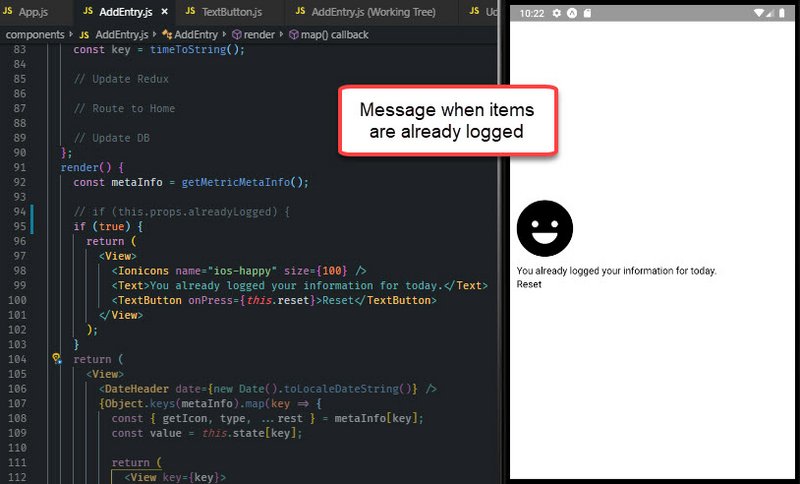 App.js
AddEntry.js
TextButton.js
AddEntry.js (Working Tree)
components > JS AddEntry.js > AddEntry > render > map() callback
83 const key = timeToString();
84
85 // Update Redux
86
87 // Route to Home
88
89 // Update DB
90 };
91 render() {
92 const metaInfo = getMetricMetaInfo();
93
94 // if (this.props.alreadyLogged) {
95 if (true) {
96 return (
97 <View>
98 <Ionicons name="ios-happy" size={100} />
99 <Text>You already logged your information for today.</Text>
100 <TextButton onPress={this.reset}>Reset</TextButton>
101 </View>
102 );
103 }
104 return (
105 <View>
106 <DateHeader date={new Date().toLocaleDateString()} />
107 {Object.keys(metaInfo).map(key => {
108 const { getIcon, type, ...rest } = metaInfo[key];
109 const value = this.state[key];
110
111 return (
112 <View key={key}>
Message when items
are already logged
10:22
You already logged your information for today.
Reset